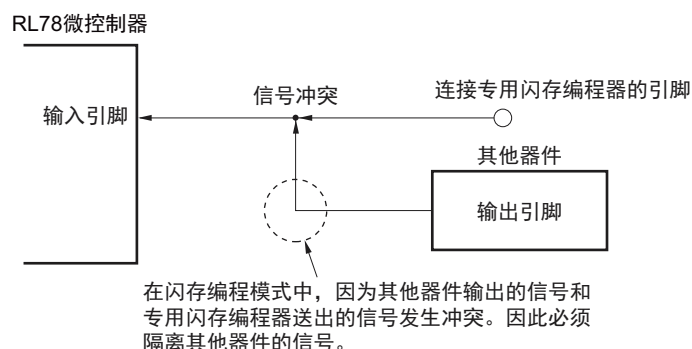 RL78微控制器
输入引脚
信号冲突
连接专用闪存编程器的引脚
其他器件
输出引脚
在闪存编程模式中，因为其他器件输出的信号和
专用闪存编程器送出的信号发生冲突。因此必须
隔离其他器件的信号。